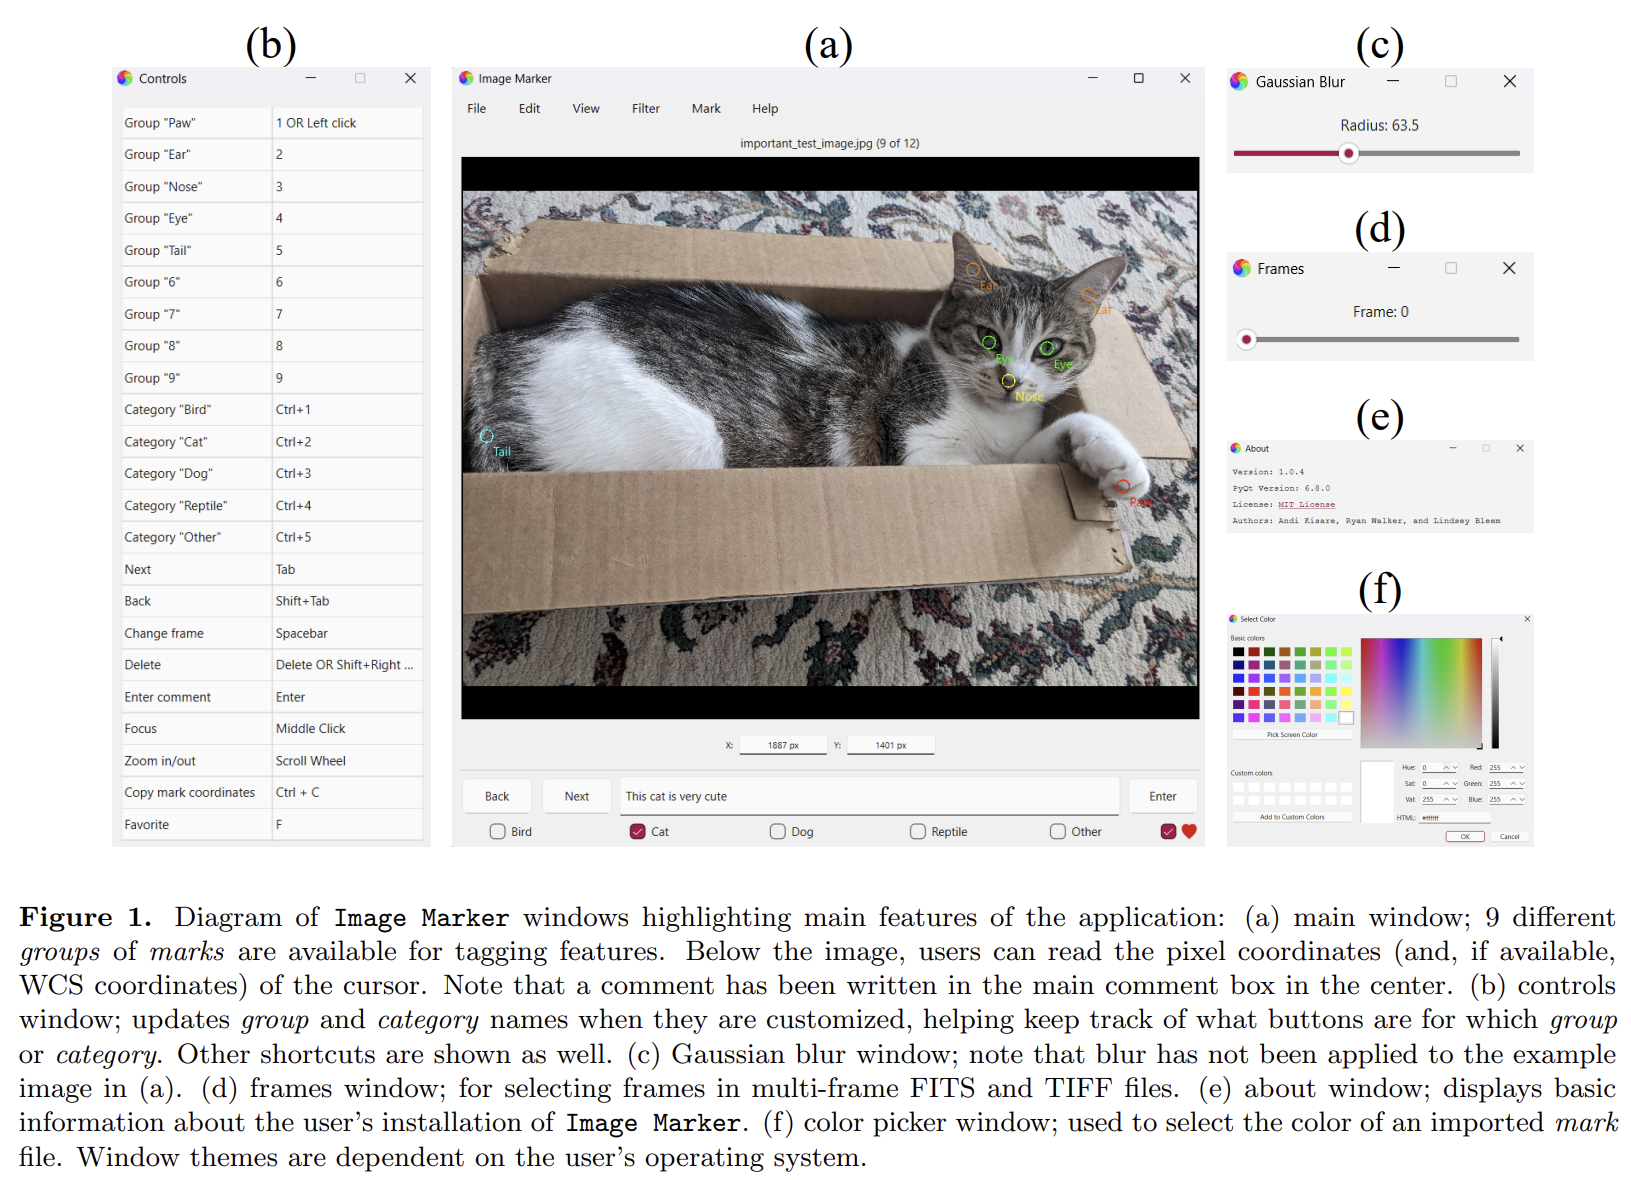 (b)
Controls
Group "Paw" 1 OR Left click
Group "Ear" 2
Group "Nose" 3
Group "Eye" 4
Group "Tail" 5
Group "6" 6
Group "7" 7
Group "8" 8
Group "9" 9
Category "Bird" Ctrl+1
Category "Cat" Ctrl+2
Category "Dog" Ctrl+3
Category "Reptile" Ctrl+4
Category "Other" Ctrl+5
Next Tab
Back Shift+Tab
Change frame Spacebar
Delete Delete OR Shift+Right ...
Enter comment Enter
Focus Middle Click
Zoom in/out Scroll Wheel
Copy mark coordinates Ctrl + C
Favorite F
(a)
Image Marker
File Edit View Filter Mark Help
important_test_image.jpg (9 of 12)
Ear
Ear
Eye
Eye
Nose
Tail
Paw
X: 1887 px Y: 1401 px
Back Next This cat is very cute Enter
Bird Cat Dog Reptile Other
(c)
Gaussian Blur
Radius: 63.5
(d)
Frames
Frame: 0
(e)
About
Version: 1.0.4
PyQt Version: 6.8.0
License: MIT License
Authors: Andi Kisare, Ryan Walker, and Lindsey Bleem
(f)
Select Color
Basic colors
Pick Screen Color
Custom colors
Add to Custom Colors
Hue: 0 Red: 255
Sat: 0 Green: 255
Val: 255 Blue: 255
HTML: #ffffff
OK Cancel
Figure 1. Diagram of Image Marker windows highlighting main features of the application: (a) main window; 9 different
groups of marks are available for tagging features. Below the image, users can read the pixel coordinates (and, if available,
WCS coordinates) of the cursor. Note that a comment has been written in the main comment box in the center. (b) controls
window; updates group and category names when they are customized, helping keep track of what buttons are for which group
or category. Other shortcuts are shown as well. (c) Gaussian blur window; note that blur has not been applied to the example
image in (a). (d) frames window; for selecting frames in multi-frame FITS and TIFF files. (e) about window; displays basic
information about the user's installation of Image Marker. (f) color picker window; used to select the color of an imported mark
file. Window themes are dependent on the user's operating system.